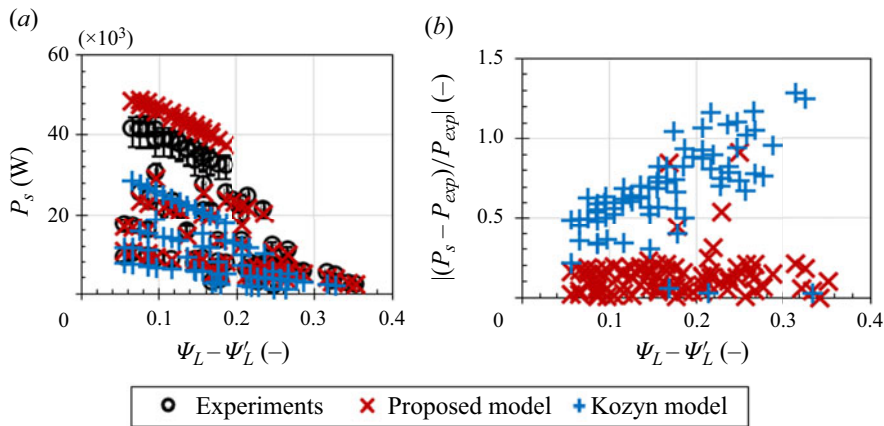 (a)
(×10³)
60
40
20
0
0.1
0.2
0.3
0.4
P_s (W)
Ψ_L – Ψ′_L (–)
(b)
1.5
1.0
0.5
0
0.1
0.2
0.3
0.4
|(P_s – P_exp)/P_exp| (–)
Ψ_L – Ψ′_L (–)
Experiments
Proposed model
Kozyn model